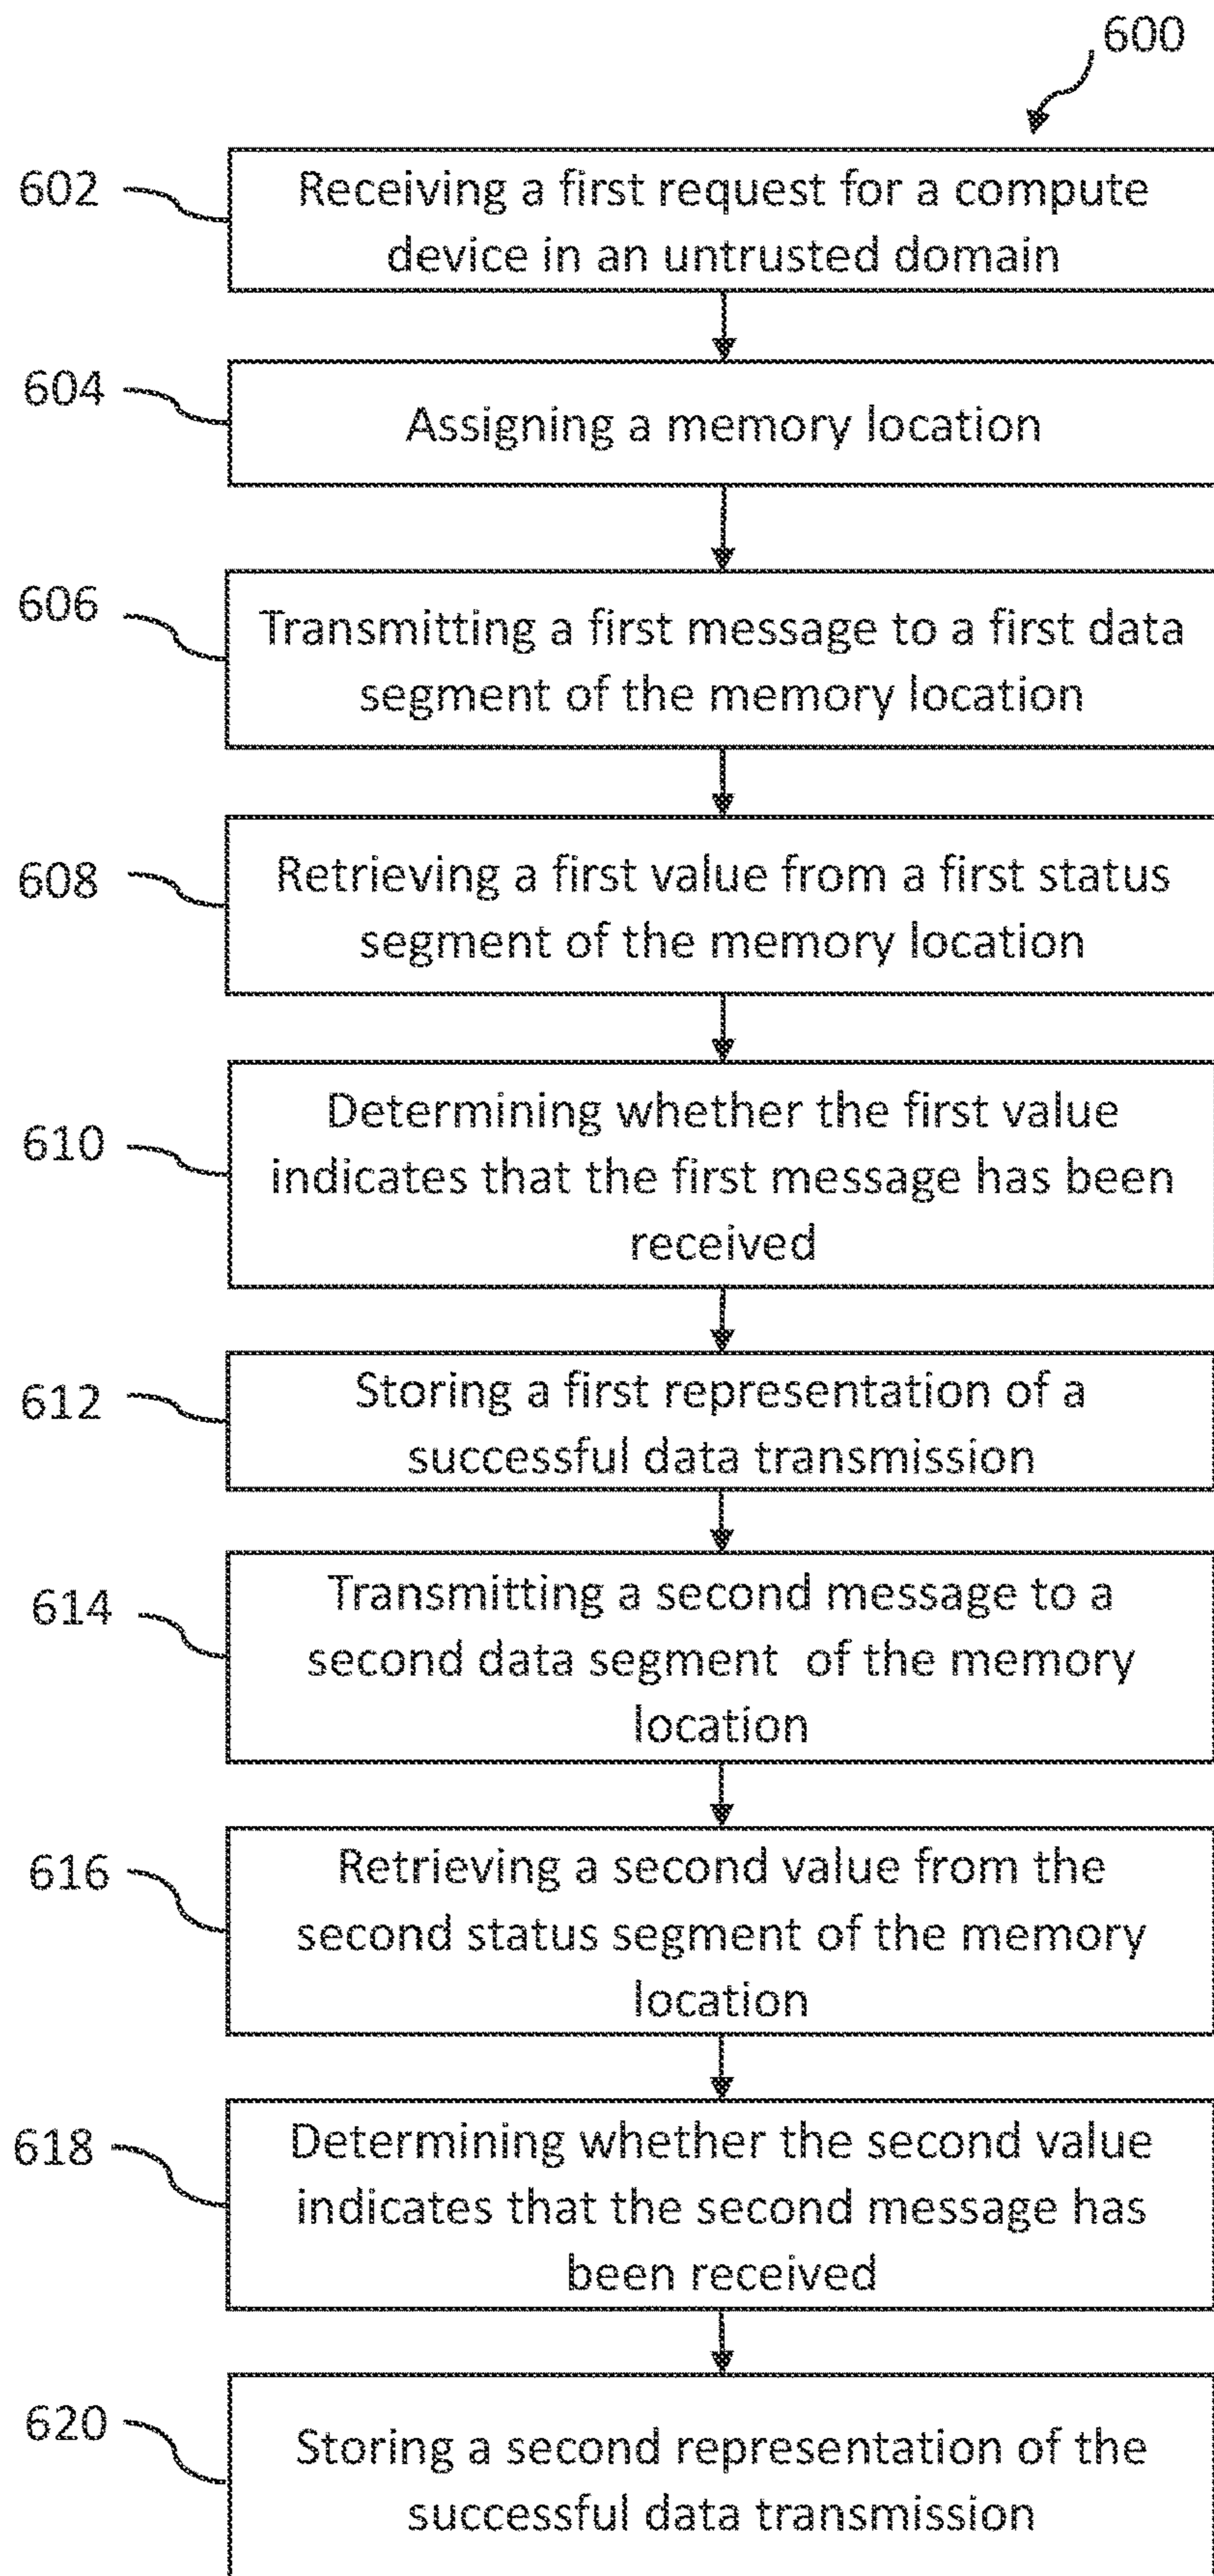 600
602
Receiving a first request for a compute
device in an untrusted domain
604
Assigning a memory location
606
Transmitting a first message to a first data
segment of the memory location
608
Retrieving a first value from a first status
segment of the memory location
610
Determining whether the first value
indicates that the first message has been
received
612
Storing a first representation of a
successful data transmission
614
Transmitting a second message to a
second data segment of the memory
location
616
Retrieving a second value from the
second status segment of the memory
location
618
Determining whether the second value
indicates that the second message has
been received
620
Storing a second representation of the
successful data transmission